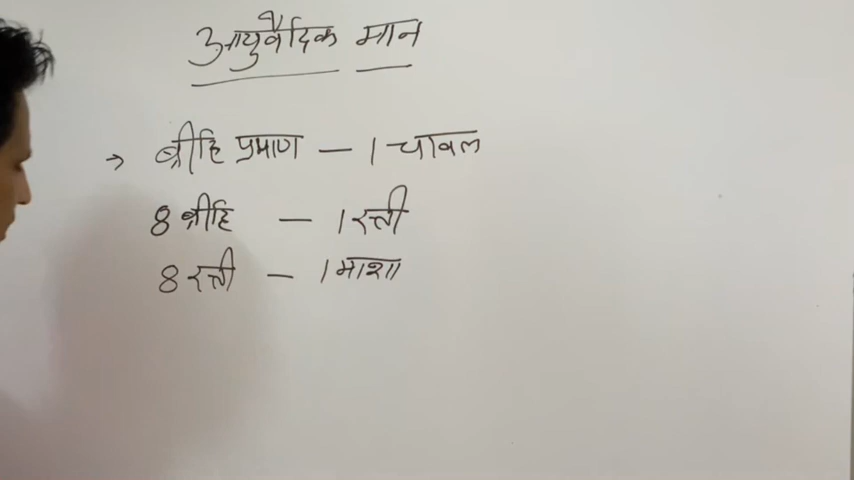 आयुर्वेदिक मान
→ ब्रीहि प्रमाण — 1 चावल
8 ब्रीहि — 1 रत्ती
8 रत्ती — 1 माशा